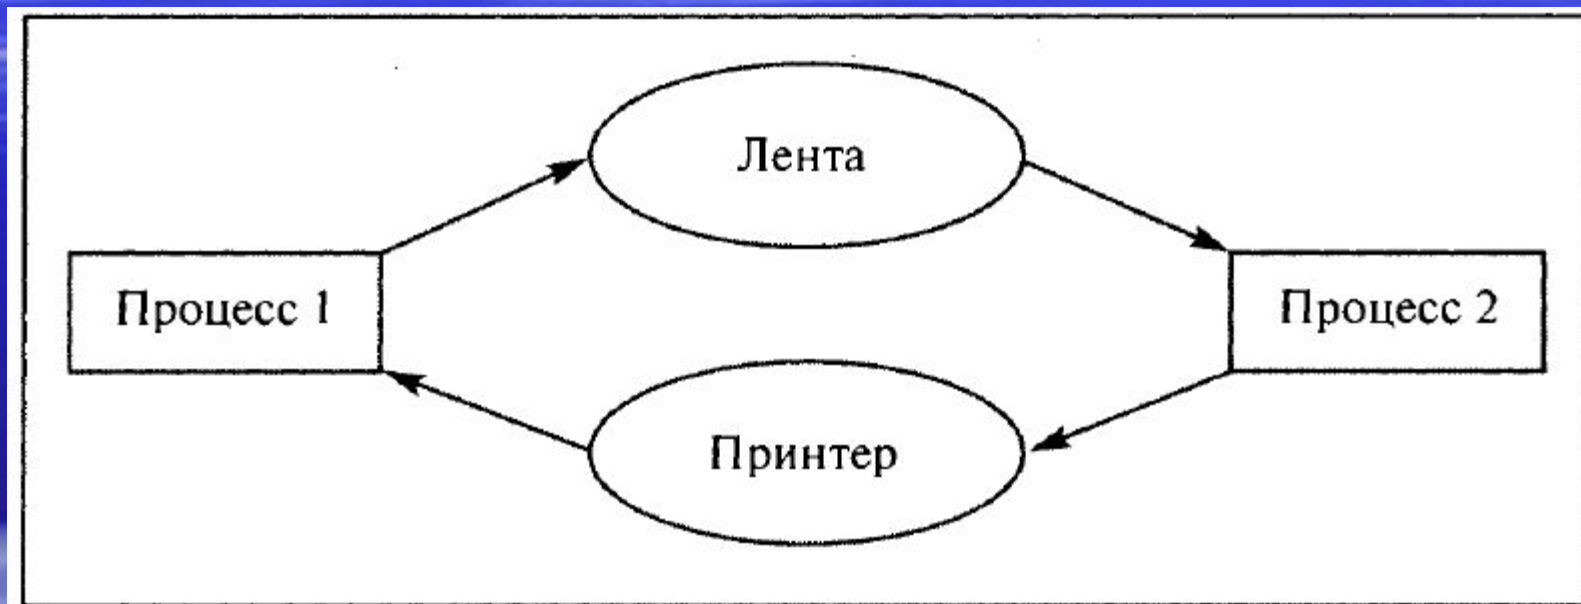 Лента
Процесс 1
Процесс 2
Принтер